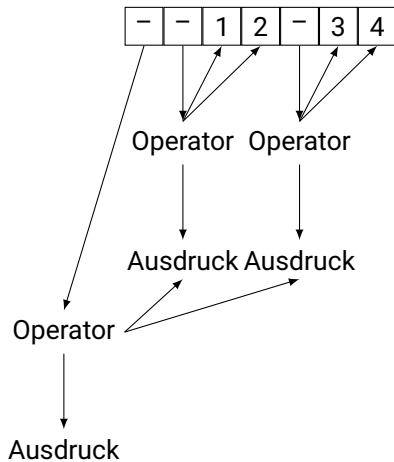 − − 1 2 − 3 4
Operator Operator
Ausdruck Ausdruck
Operator
Ausdruck